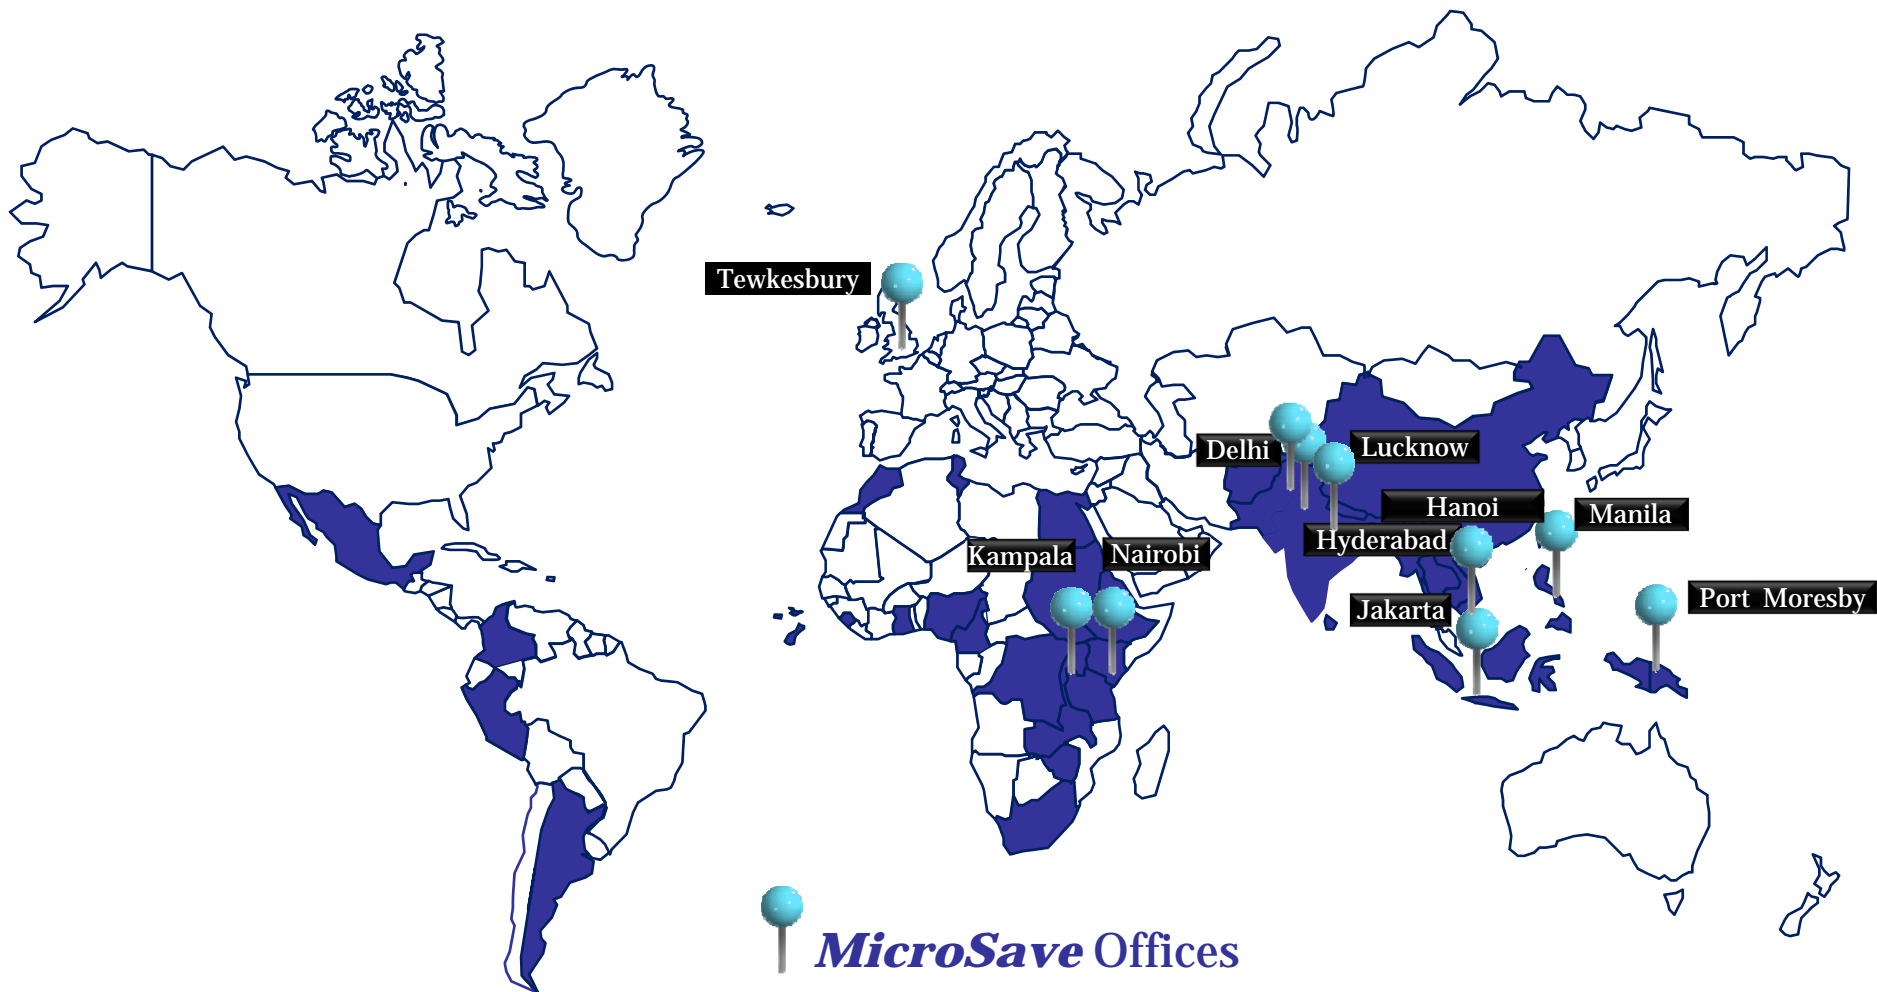 Tewkesbury
Delhi
Lucknow
Hanoi
Manila
Hyderabad
Kampala
Nairobi
Jakarta
Port Moresby
MicroSave Offices